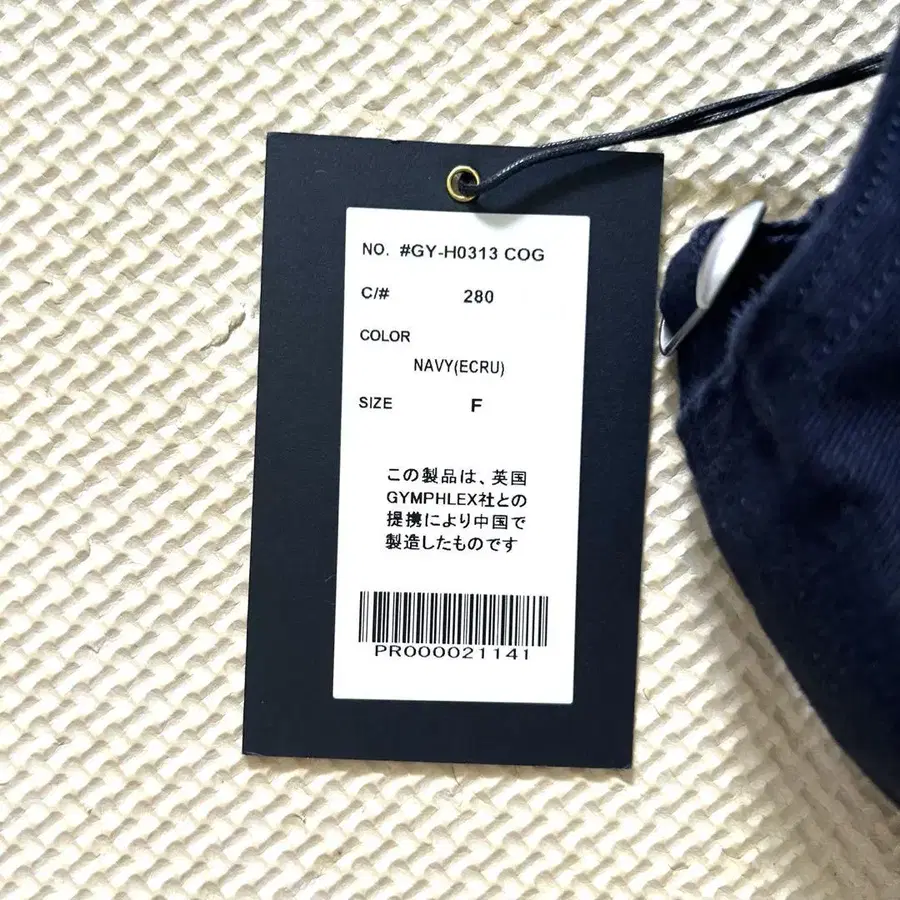 NO. #GY-H0313 COG
C/# 280
COLOR
NAVY(ECRU)
SIZE F
この製品は、英国
GYMPHLEX社との
提携により中国で
製造したものです
PR000021141